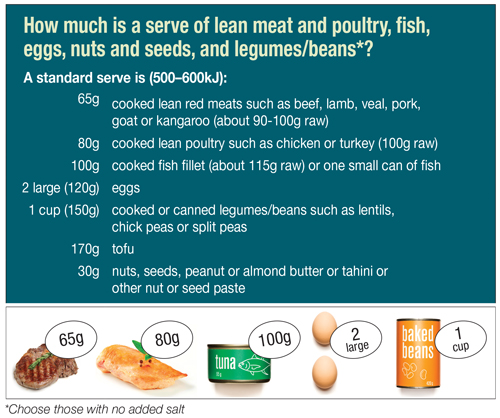 How much is a serve of lean meat and poultry, fish,
eggs, nuts and seeds, and legumes/beans*?
A standard serve is (500–600kJ):
65g cooked lean red meats such as beef, lamb, veal, pork,
goat or kangaroo (about 90-100g raw)
80g cooked lean poultry such as chicken or turkey (100g raw)
100g cooked fish fillet (about 115g raw) or one small can of fish
2 large (120g) eggs
1 cup (150g) cooked or canned legumes/beans such as lentils,
chick peas or split peas
170g tofu
30g nuts, seeds, peanut or almond butter or tahini or
other nut or seed paste
65g
80g
tuna
100g
2
large
baked
beans
1
cup
*Choose those with no added salt